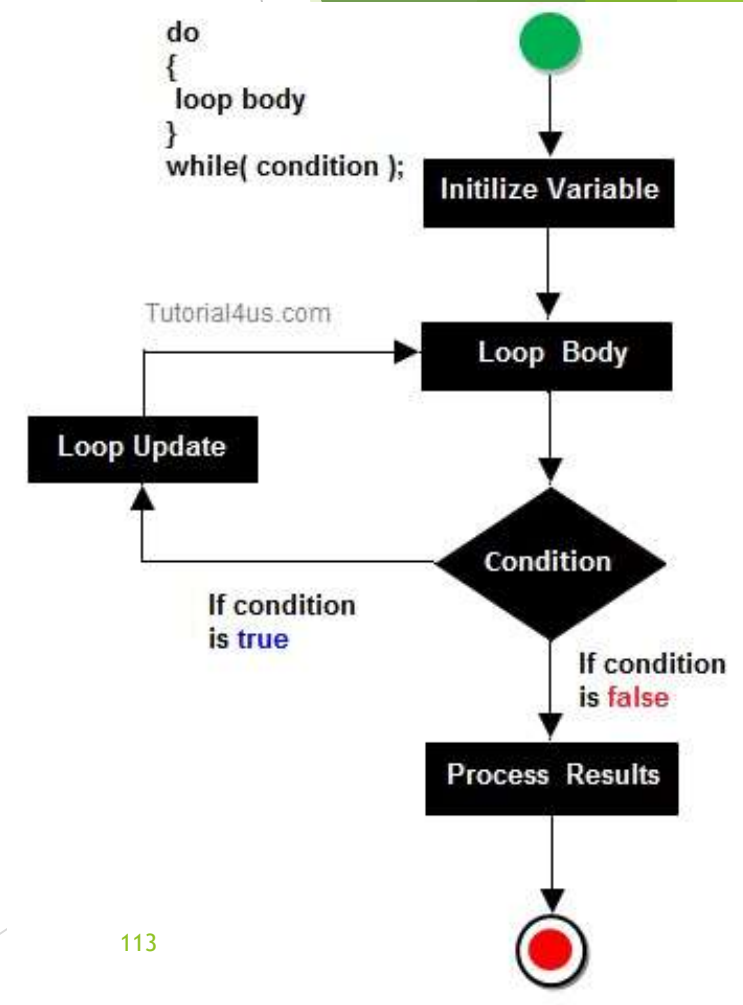 do
{
loop body
}
while( condition );
Initilize Variable
Tutorial4us.com
Loop Body
Loop Update
Condition
If condition
is true
If condition
is false
Process Results
113